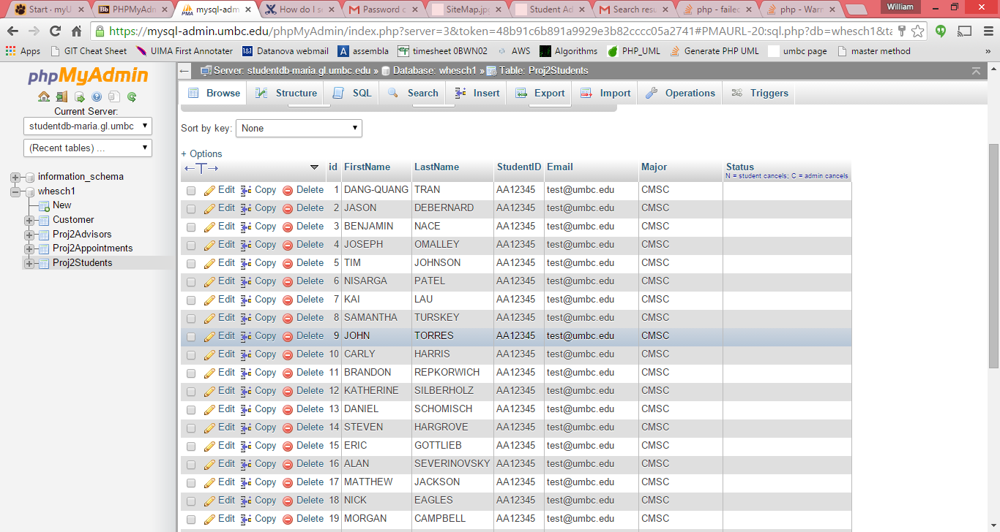 Start · myU
PHPMyAdn
mysql-adm
How do I se
Password c
SiteMap.jp
Student Ad
Search resu
php - failed
php - Warn
William
https://mysql-admin.umbc.edu/phpMyAdmin/index.php?server=3&token=48b91c6b891a9929e3b82cccc05a2741#PMAURL-20:sql.php?db=whesch1&ta
Apps GIT Cheat Sheet UIMA First Annotater Datanova webmail assembla timesheet 0BWN02 AWS Algorithms PHP_UML Generate PHP UML umbc page master method »
phpMyAdmin
Current Server:
studentdb-maria.gl.umbc
(Recent tables) ...
information_schema
whesch1
New
Customer
Proj2Advisors
Proj2Appointments
Proj2Students
Server: studentdb-maria.gl.umbc.edu » Database: whesch1 » Table: Proj2Students
Browse Structure SQL Search Insert Export Import Operations Triggers
Sort by key: None
+ Options
id FirstName LastName StudentID Email Major Status
N = student cancels; C = admin cancels
Edit Copy Delete 1 DANG-QUANG TRAN AA12345 test@umbc.edu CMSC
Edit Copy Delete 2 JASON DEBERNARD AA12345 test@umbc.edu CMSC
Edit Copy Delete 3 BENJAMIN NACE AA12345 test@umbc.edu CMSC
Edit Copy Delete 4 JOSEPH OMALLEY AA12345 test@umbc.edu CMSC
Edit Copy Delete 5 TIM JOHNSON AA12345 test@umbc.edu CMSC
Edit Copy Delete 6 NISARGA PATEL AA12345 test@umbc.edu CMSC
Edit Copy Delete 7 KAI LAU AA12345 test@umbc.edu CMSC
Edit Copy Delete 8 SAMANTHA TURSKEY AA12345 test@umbc.edu CMSC
Edit Copy Delete 9 JOHN TORRES AA12345 test@umbc.edu CMSC
Edit Copy Delete 10 CARLY HARRIS AA12345 test@umbc.edu CMSC
Edit Copy Delete 11 BRANDON REPKORWICH AA12345 test@umbc.edu CMSC
Edit Copy Delete 12 KATHERINE SILBERHOLZ AA12345 test@umbc.edu CMSC
Edit Copy Delete 13 DANIEL SCHOMISCH AA12345 test@umbc.edu CMSC
Edit Copy Delete 14 STEVEN HARGROVE AA12345 test@umbc.edu CMSC
Edit Copy Delete 15 ERIC GOTTLIEB AA12345 test@umbc.edu CMSC
Edit Copy Delete 16 ALAN SEVERINOVSKY AA12345 test@umbc.edu CMSC
Edit Copy Delete 17 MATTHEW JACKSON AA12345 test@umbc.edu CMSC
Edit Copy Delete 18 NICK EAGLES AA12345 test@umbc.edu CMSC
Edit Copy Delete 19 MORGAN CAMPBELL AA12345 test@umbc.edu CMSC